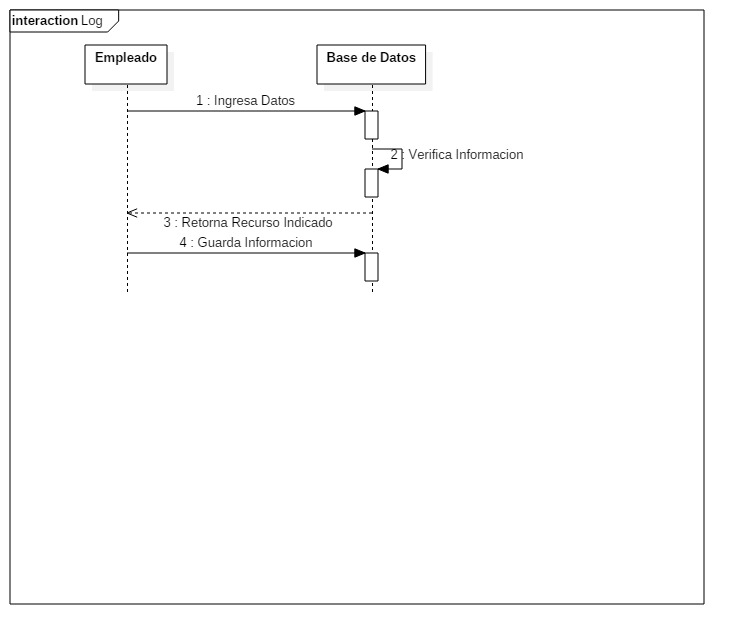 interaction Log
Empleado
Base de Datos
1 : Ingresa Datos
2 : Verifica Informacion
3 : Retorna Recurso Indicado
4 : Guarda Informacion